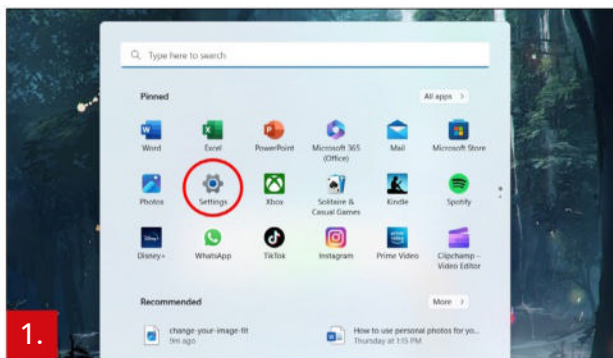 Type here to search
Pinned
All apps >
Word
Excel
PowerPoint
Microsoft 365
(Office)
Mail
Microsoft Store
Photos
Settings
Xbox
Solitaire &
Casual Games
Kindle
Spotify
Disney+
WhatsApp
TikTok
Instagram
Prime Video
Clipchamp –
Video Editor
Recommended
More >
change-your-image-fit
9m ago
How to use personal photos for yo...
Thursday at 1:15 PM
1.